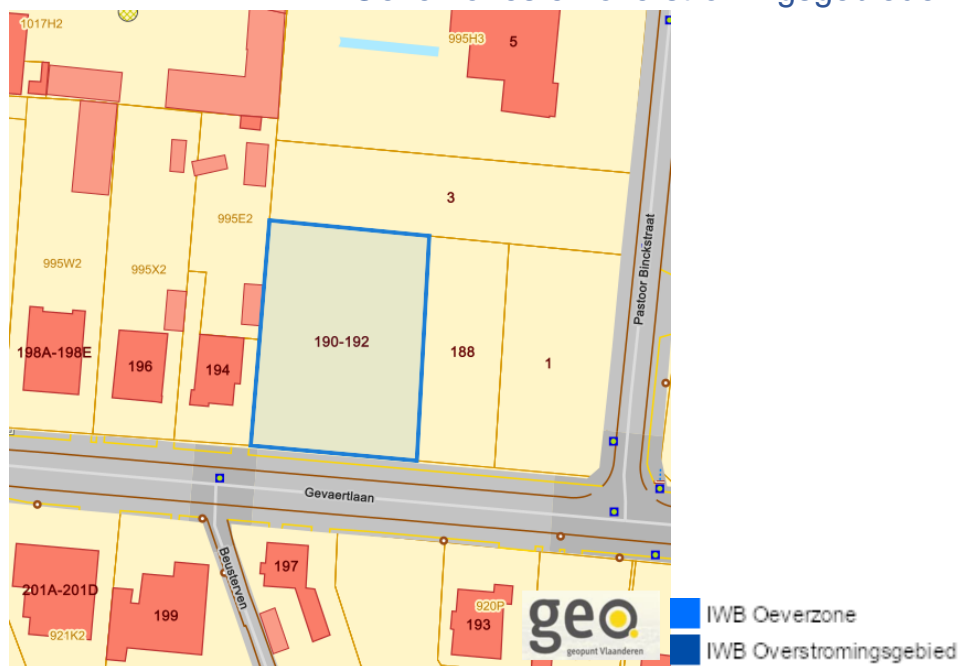 1017H2
995H3
5
3
995E2
995W2
995X2
Pastoor Binckstraat
190-192
188
1
198A-198E
196
194
Gevaertlaan
Beusterven
197
201A-201D
199
921K2
920P
193
geo
geopunt Vlaanderen
IWB Oeverzone
IWB Overstromingsgebied